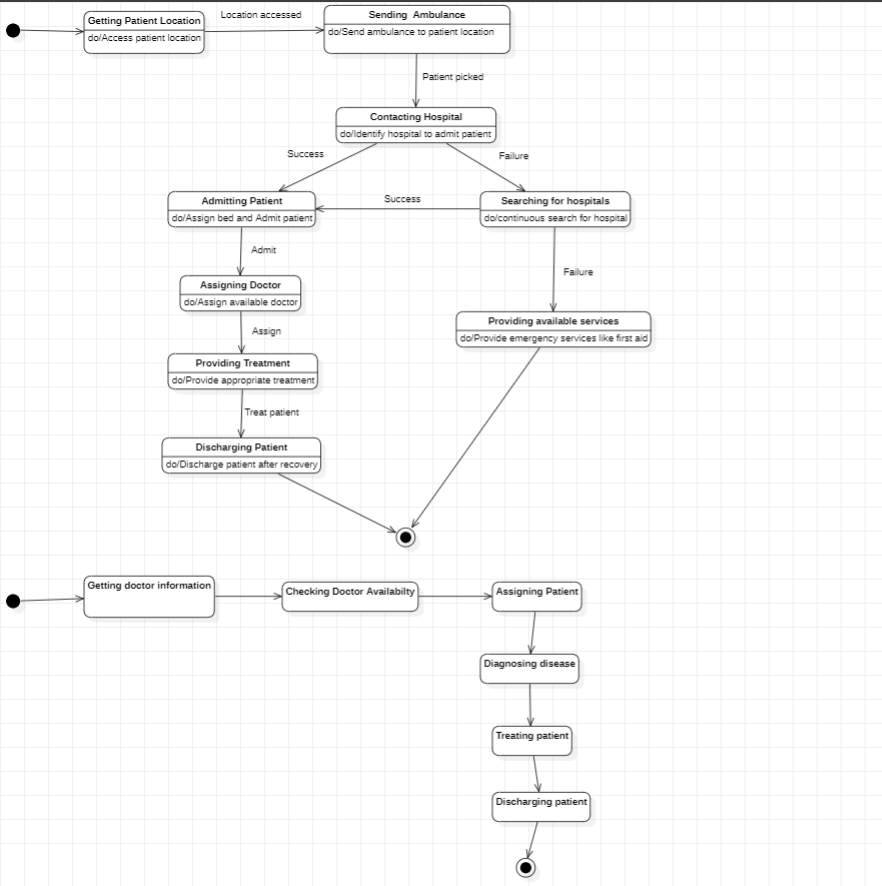 Getting Patient Location
do/Access patient location
Location accessed
Sending  Ambulance
do/Send ambulance to patient location
Patient picked
Contacting Hospital
do/Identify hospital to admit patient
Success
Failure
Admitting Patient
do/Assign bed and Admit patient
Success
Searching for hospitals
do/continuous search for hospital
Admit
Failure
Assigning Doctor
do/Assign available doctor
Providing available services
do/Provide emergency services like first aid
Assign
Providing Treatment
do/Provide appropriate treatment
Treat patient
Discharging Patient
do/Discharge patient after recovery
Getting doctor information
Checking Doctor Availabilty
Assigning Patient
Diagnosing disease
Treating patient
Discharging patient